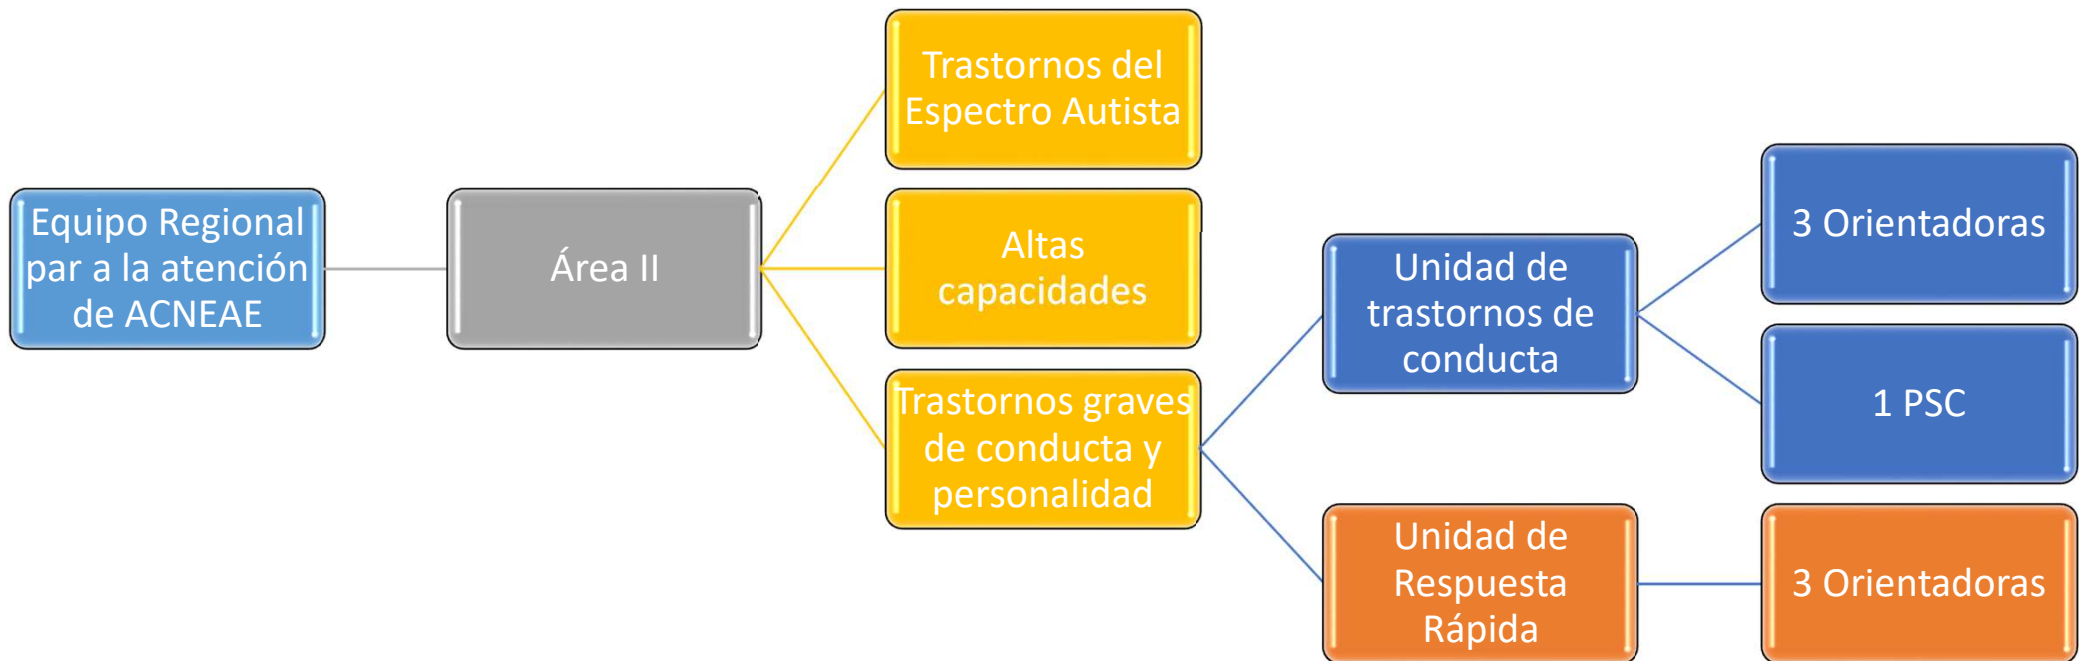 Equipo Regional
par a la atención
de ACNEAE
Área II
Trastornos del
Espectro Autista
Altas
capacidades
Trastornos graves
de conducta y
personalidad
Unidad de
trastornos de
conducta
3 Orientadoras
1 PSC
Unidad de
Respuesta
Rápida
3 Orientadoras